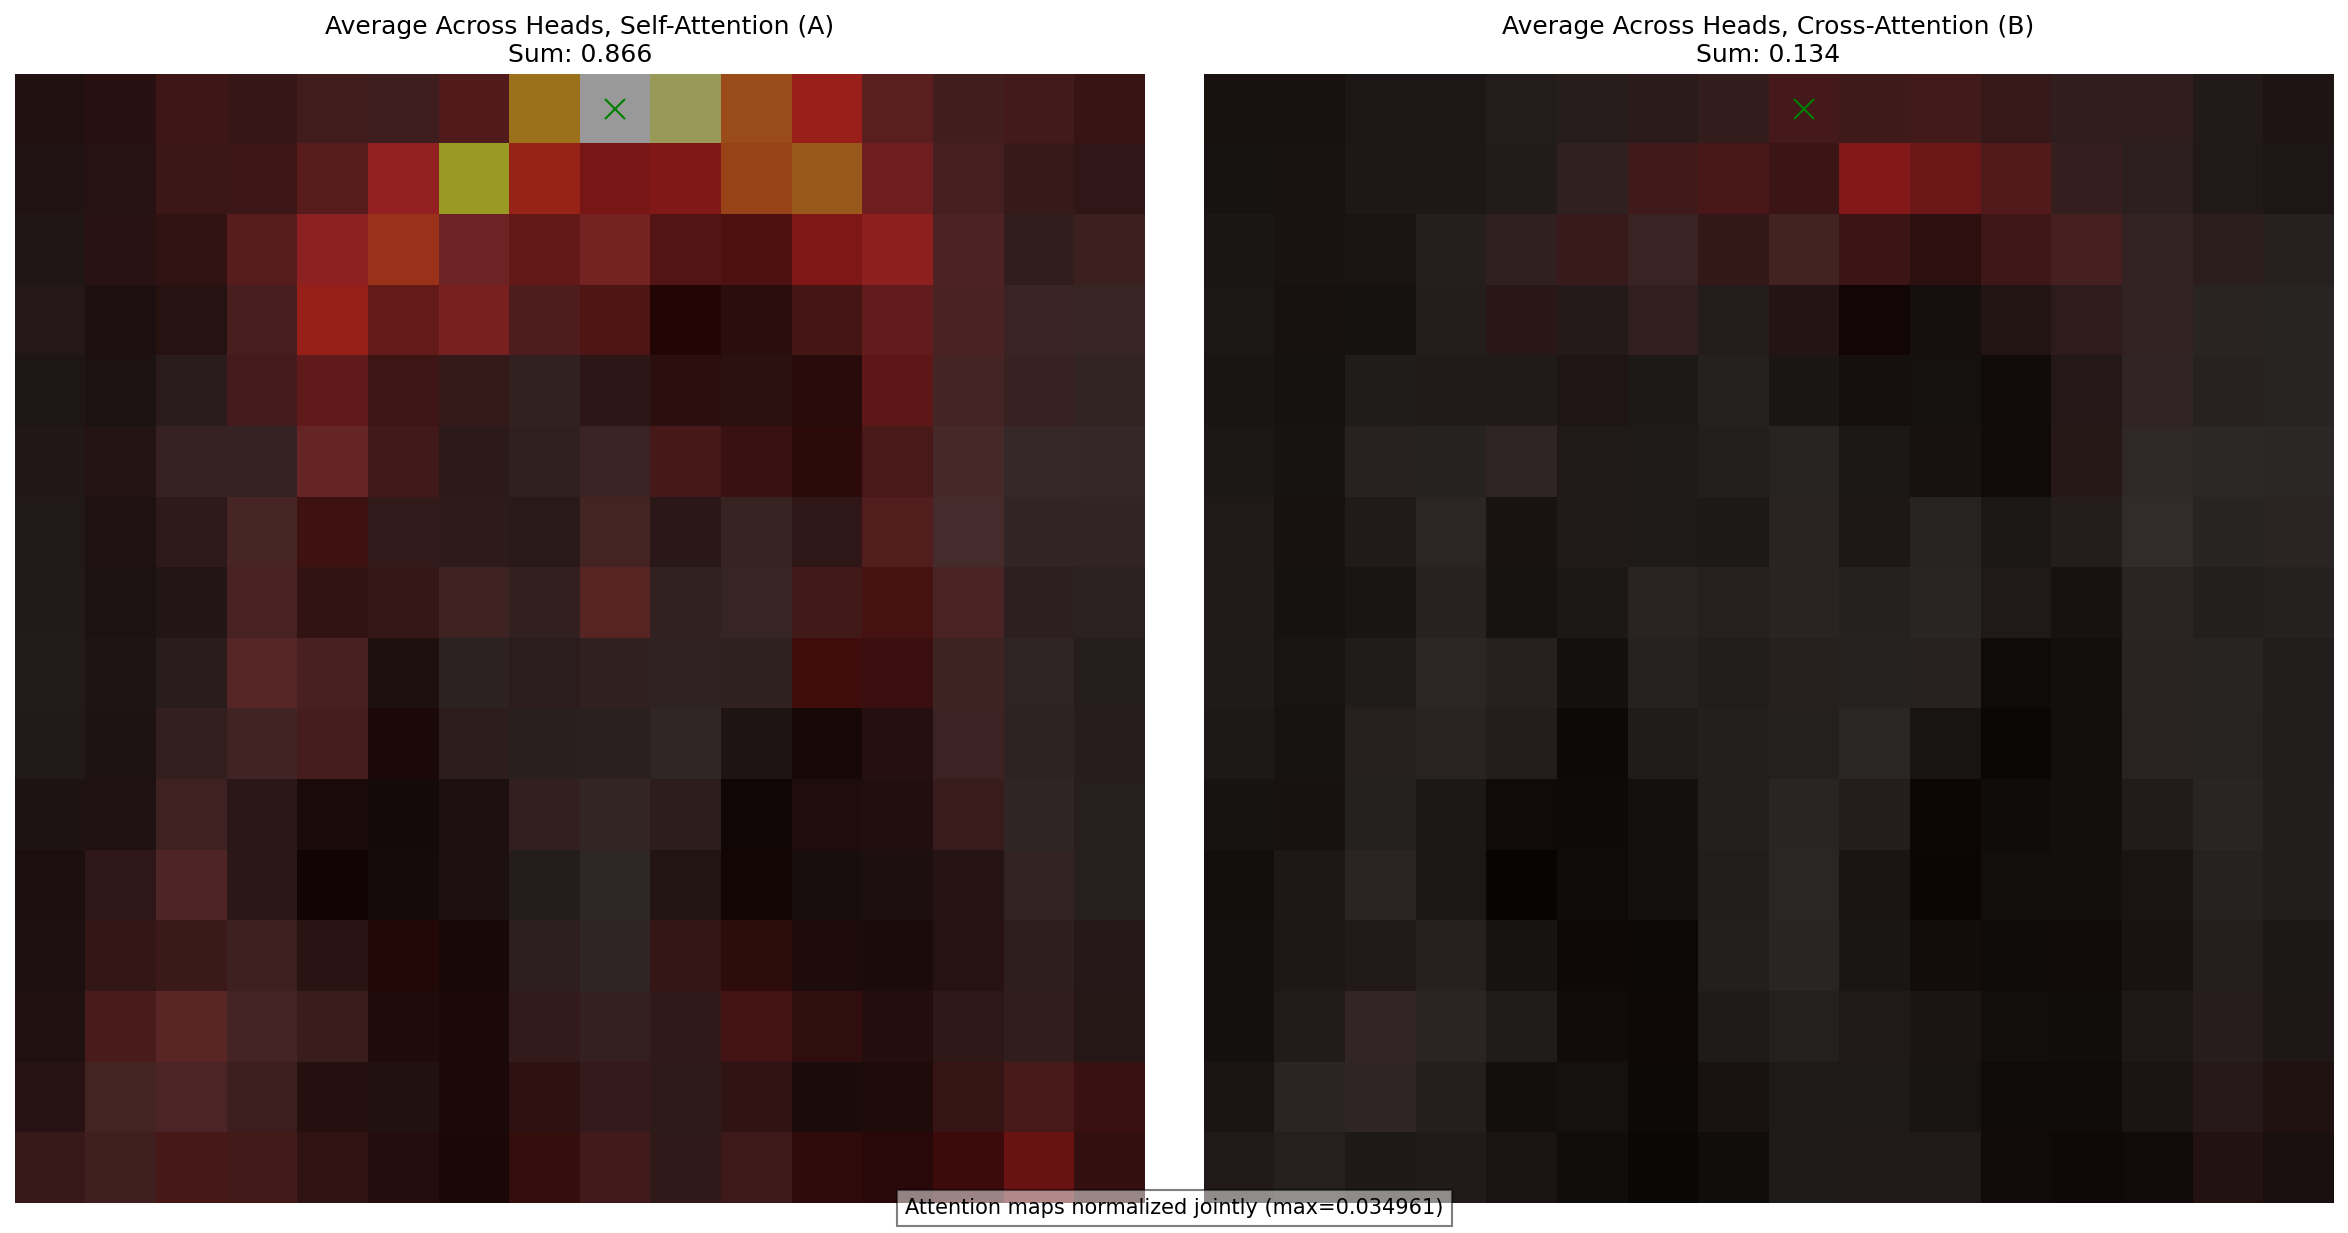 Average Across Heads, Self-Attention (A)
Sum: 0.866
Average Across Heads, Cross-Attention (B)
Sum: 0.134
Attention maps normalized jointly (max=0.034961)